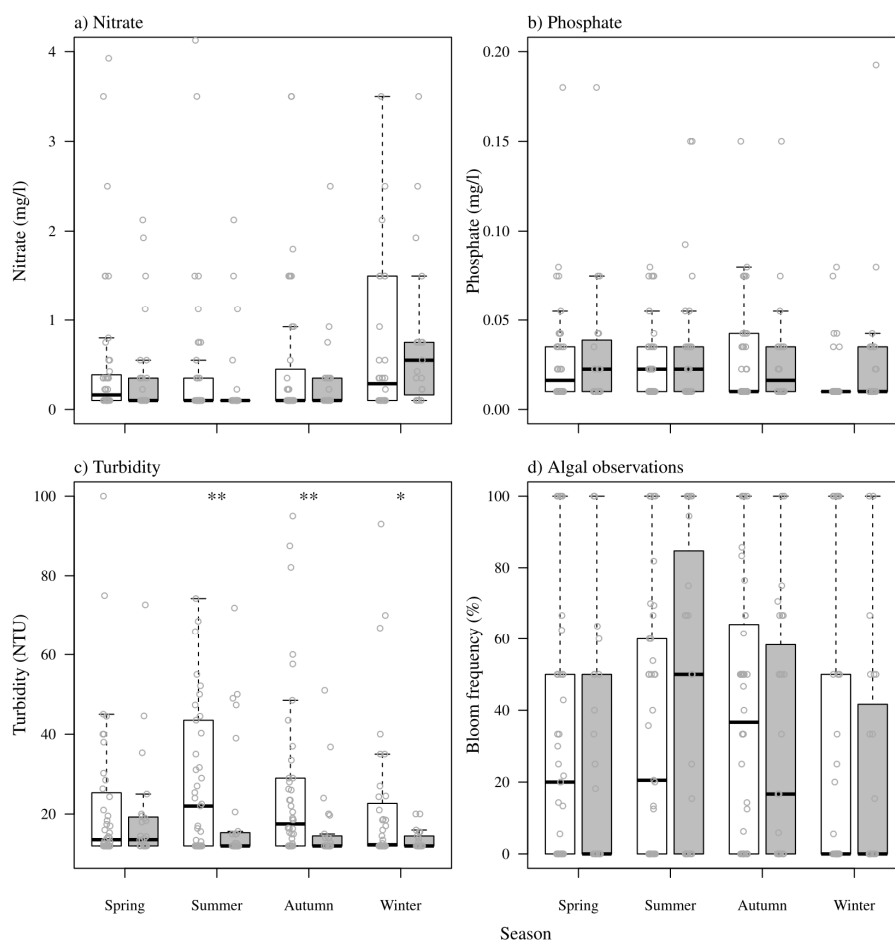 a) Nitrate
4
3
2
1
0
Nitrate (mg/l)
b) Phosphate
0.20
0.15
0.10
0.05
0.00
Phosphate (mg/l)
c) Turbidity
** ** *
100
80
60
40
20
Turbidity (NTU)
Spring Summer Autumn Winter
d) Algal observations
100
80
60
40
20
0
Bloom frequency (%)
Spring Summer Autumn Winter
Season